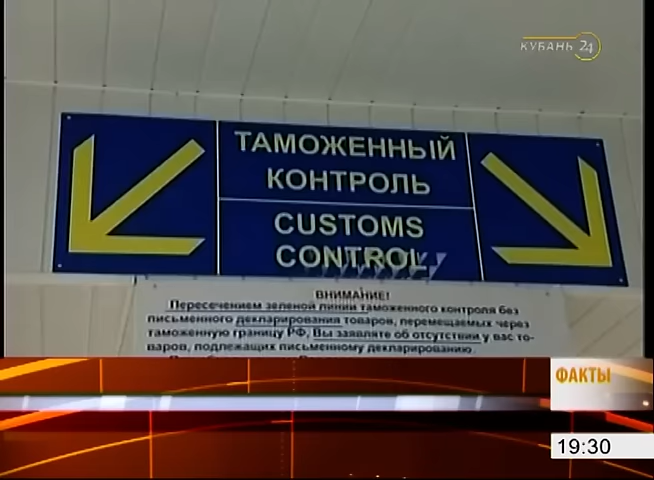 КУБАНЬ 24
ТАМОЖЕННЫЙ
КОНТРОЛЬ
CUSTOMS
CONTROL
ВНИМАНИЕ!
Пересечением зеленой линии таможенного контроля без
письменного декларирования товаров, перемещаемых через
таможенную границу РФ, Вы заявляте об отсутствии у вас то-
варов, подлежащих письменному декларированию.
ФАКТЫ
19:30